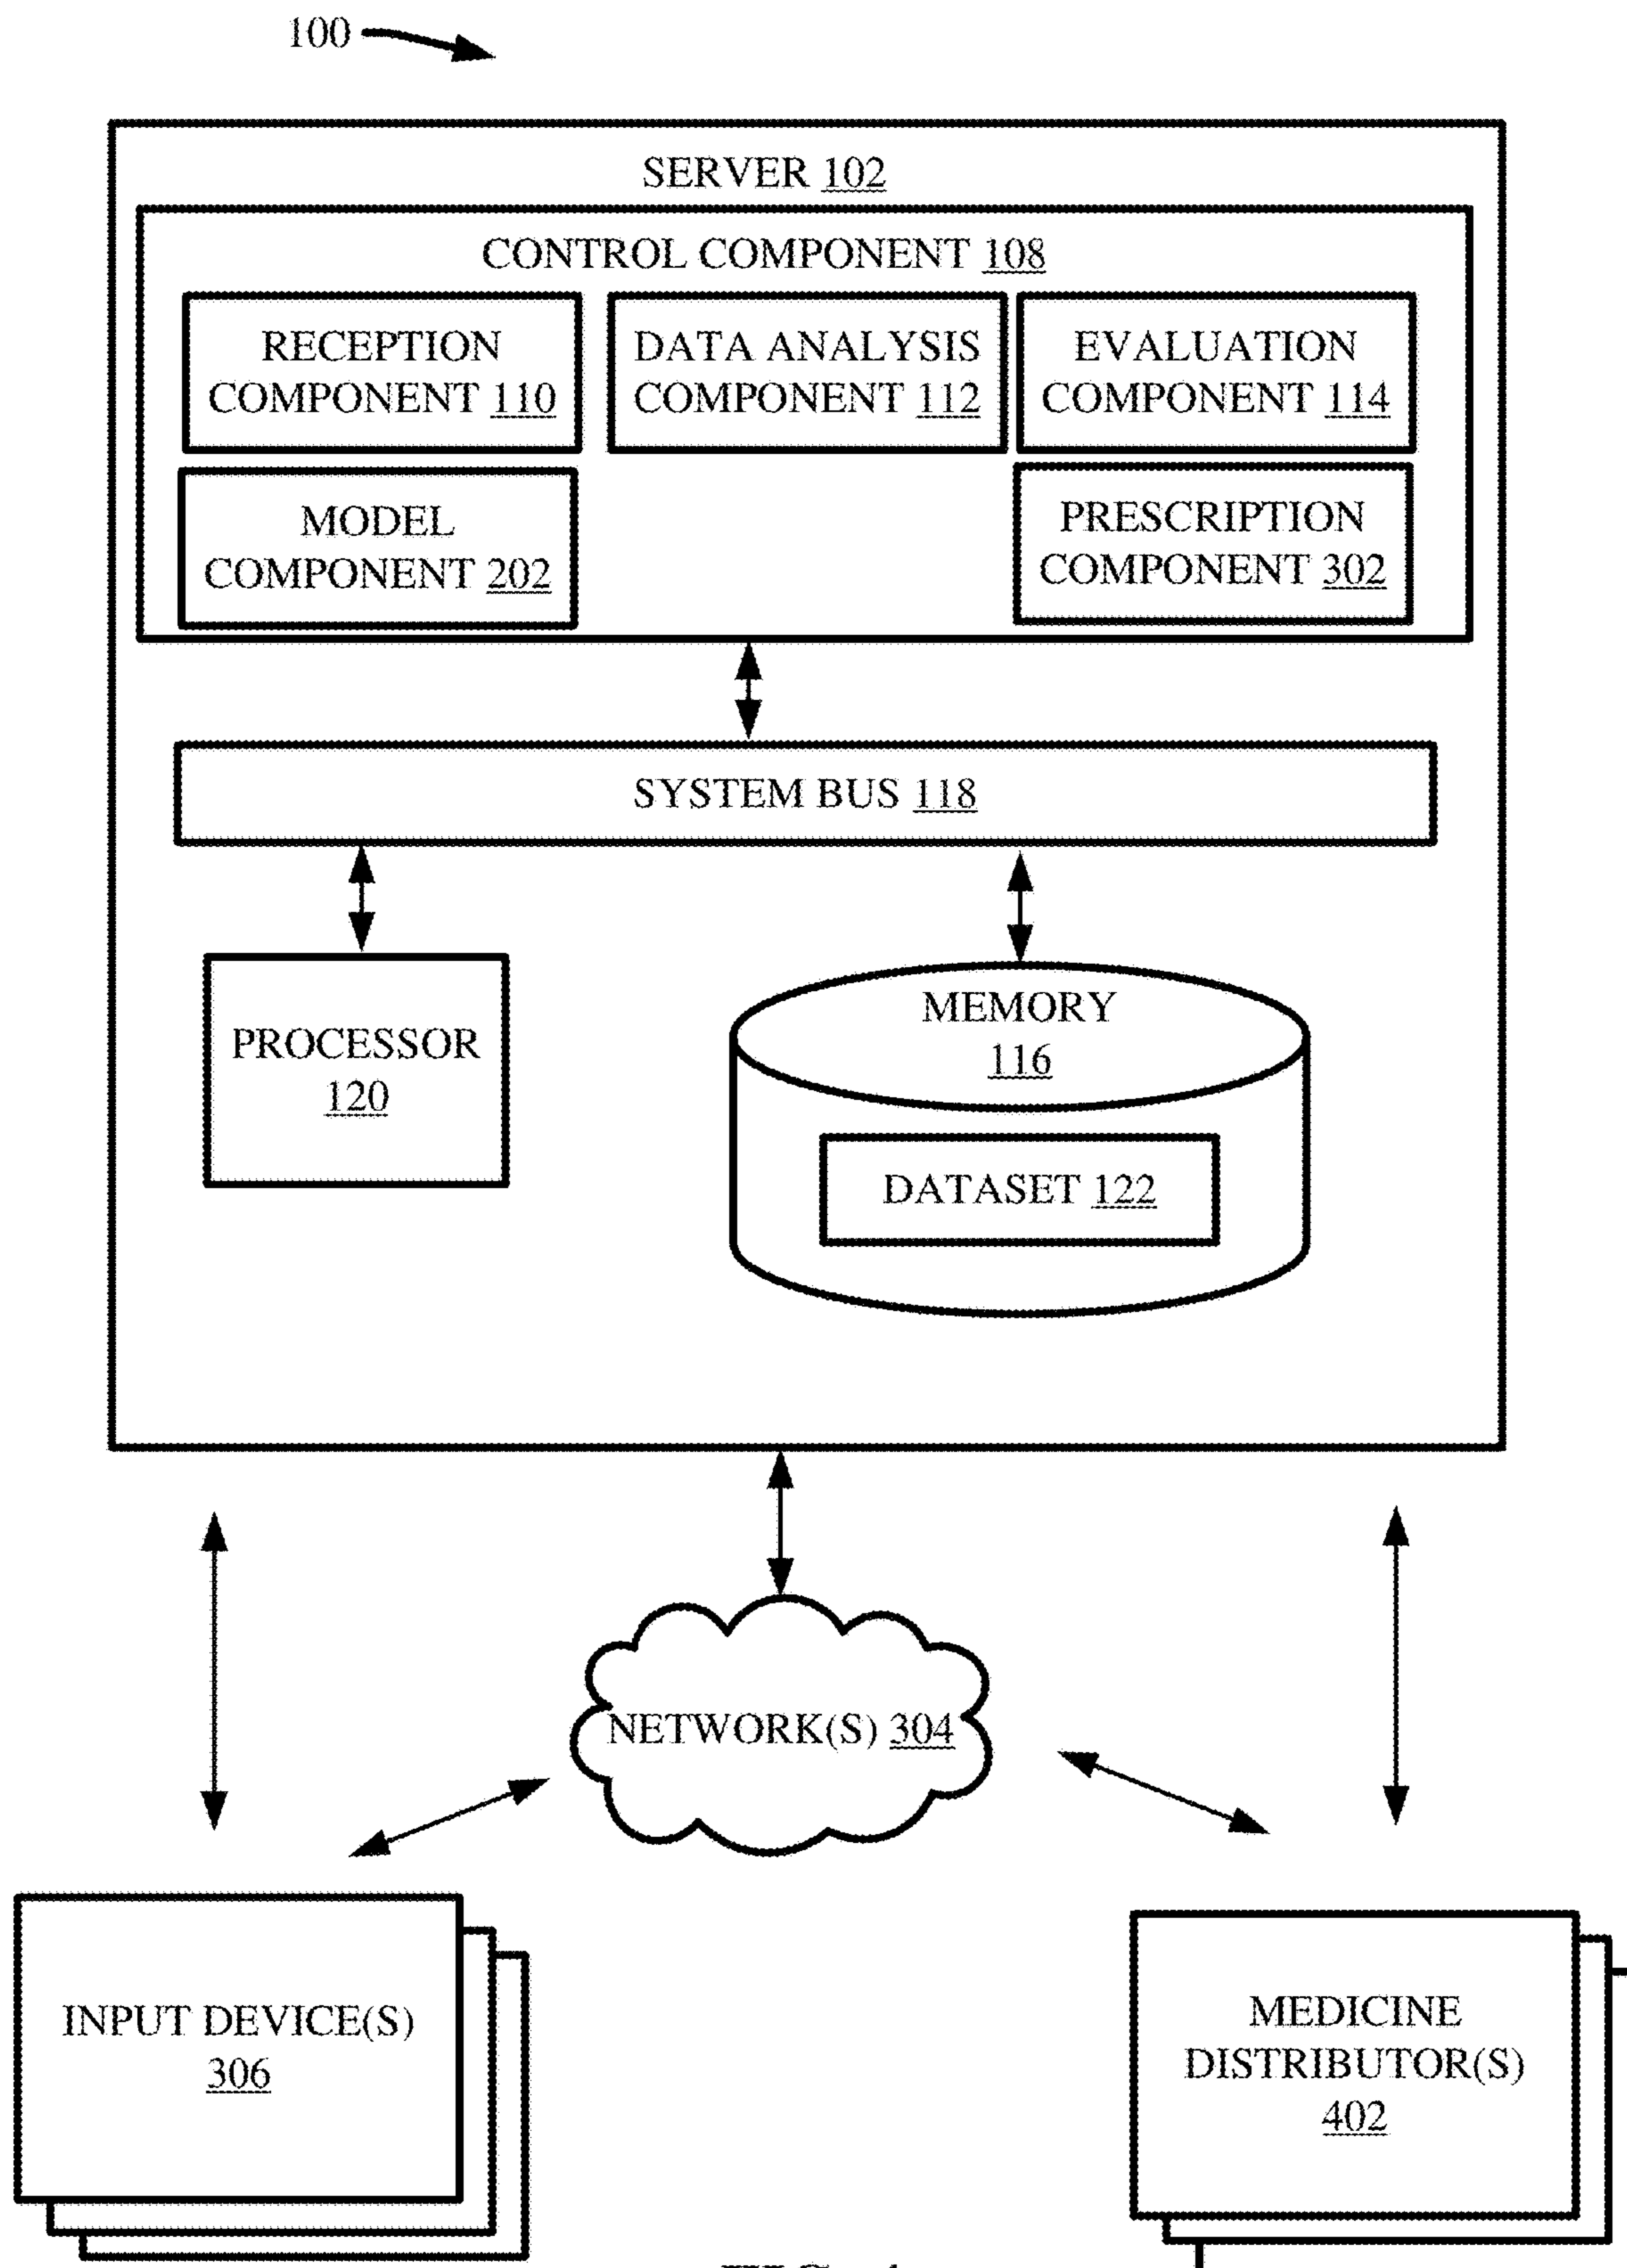 100
SERVER 102
CONTROL COMPONENT 108
RECEPTION
COMPONENT 110
DATA ANALYSIS
COMPONENT 112
EVALUATION
COMPONENT 114
MODEL
COMPONENT 202
PRESCRIPTION
COMPONENT 302
SYSTEM BUS 118
PROCESSOR
120
MEMORY
116
DATASET 122
NETWORK(S) 304
INPUT DEVICE(S)
306
MEDICINE
DISTRIBUTOR(S)
402